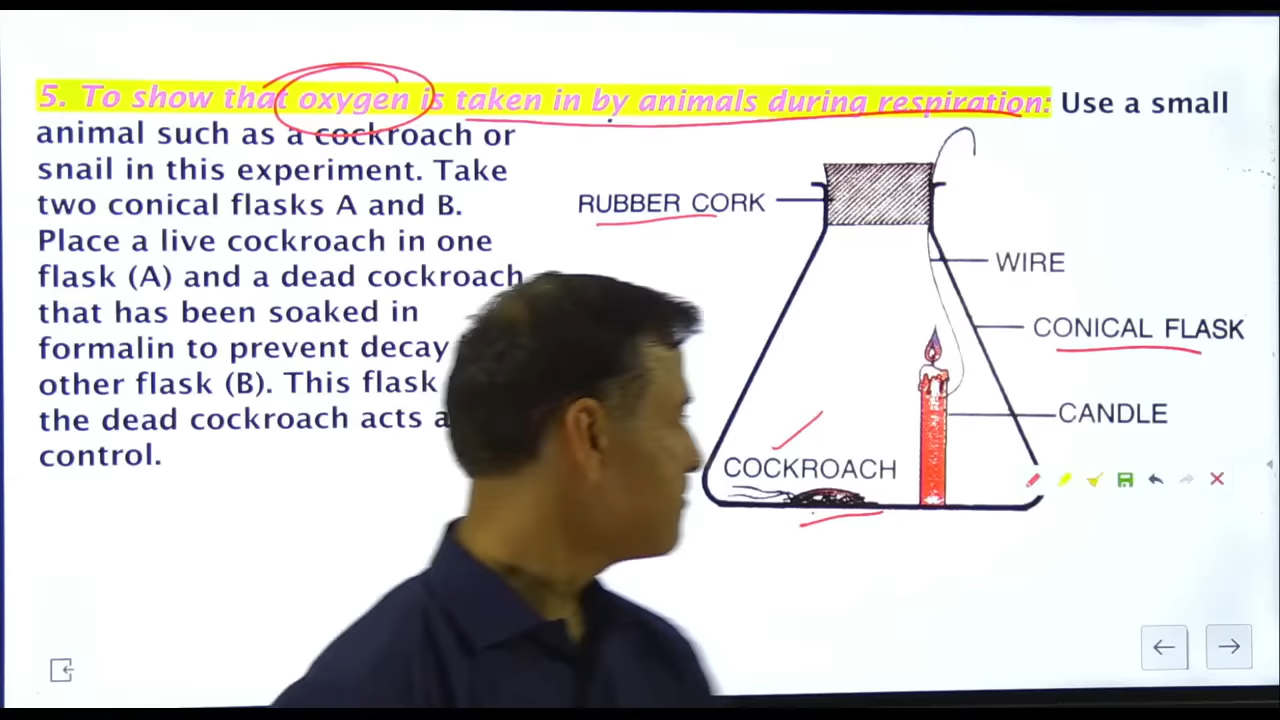 5. To show that oxygen is taken in by animals during respiration: Use a small
animal such as a cockroach or
snail in this experiment. Take
two conical flasks A and B.
Place a live cockroach in one
flask (A) and a dead cockroach
that has been soaked in
formalin to prevent decay
other flask (B). This flask
the dead cockroach acts a
control.
RUBBER CORK
WIRE
CONICAL FLASK
CANDLE
COCKROACH